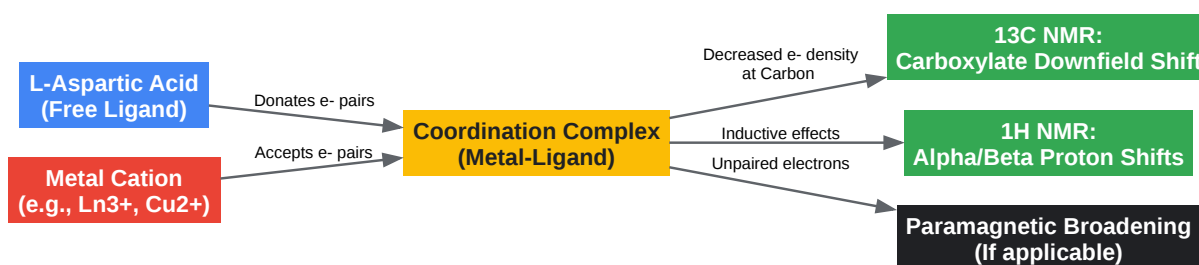 L-Aspartic Acid
(Free Ligand)
Metal Cation
(e.g., Ln3+, Cu2+)
Donates e- pairs
Accepts e- pairs
Coordination Complex
(Metal-Ligand)
Decreased e- density
at Carbon
Inductive effects
Unpaired electrons
13C NMR:
Carboxylate Downfield Shift
1H NMR:
Alpha/Beta Proton Shifts
Paramagnetic Broadening
(If applicable)